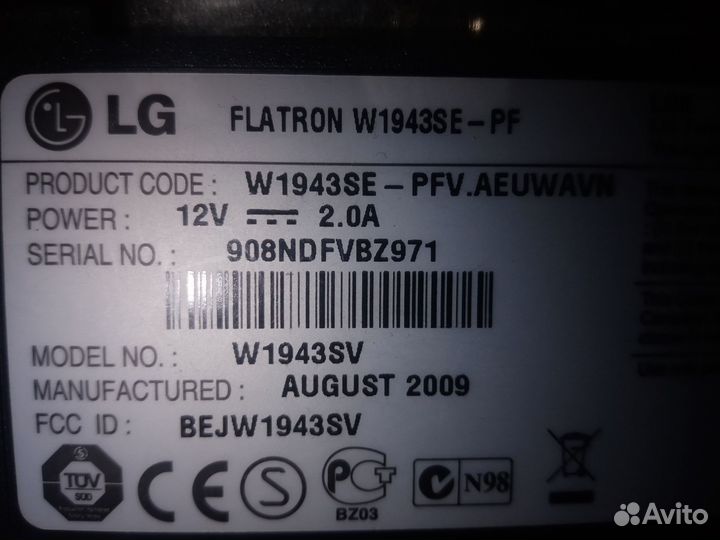 LG FLATRON W1943SE-PF
PRODUCT CODE : W1943SE-PFV.AEUWAVN
POWER : 12V 2.0A
SERIAL NO. : 908NDFVBZ971
MODEL NO. : W1943SV
MANUFACTURED : AUGUST 2009
FCC ID : BEJW1943SV
TÜV SÜD CE S PCT BZ03 C N98
Avito